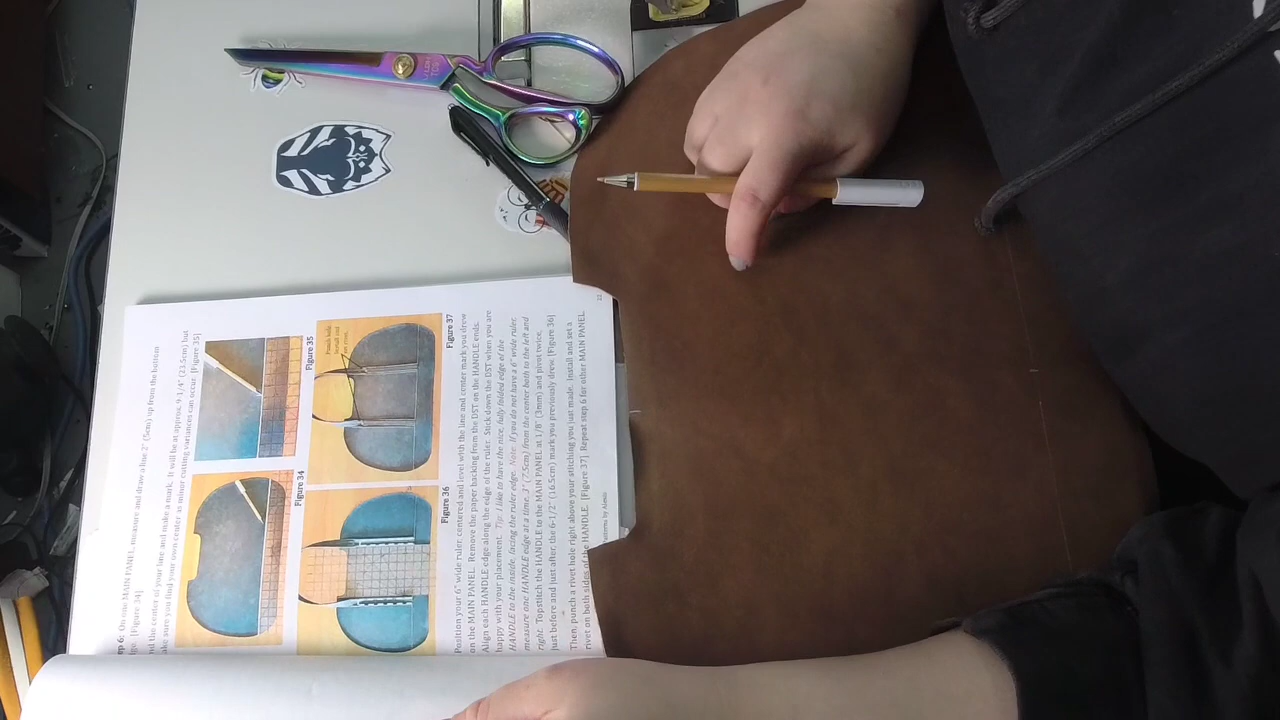 ep 6: On one MAIN PANEL, measure and draw a line 2" (5cm) up from the bottom
[Figure 34]
nd the center of your line and make a mark. It will be at approx. 9-1/4" (23.5cm) but
ake sure you find your own center as minor cutting variances can occur. [Figure 35]
Figure 34
Figure 35
Punch hole
Figure 36
Figure 37
Position your 6" wide ruler, centered and level with the line and center mark you drew
on the MAIN PANEL. Remove the paper backing from the DST on the HANDLE ends.
Align each HANDLE edge along the edge of the ruler. Stick down the DST when you are
happy with your placement. Tip: I like to have the nice, fully folded edge of the
HANDLE to the inside, facing the ruler edge. Note: If you do not have a 6" wide ruler,
measure one HANDLE edge at a time, 3" (7.5cm) from the center both to the left and
right. Topstitch the HANDLE to the MAIN PANEL at 1/8" (3mm) and pivot twice,
just before and just after, the 6-1/2" (16.5cm) mark you previously drew. [Figure 36]
Then, punch a rivet hole right above your stitching you just made. Install and set a
rivet on both sides of the HANDLE. [Figure 37]. Repeat step 6 for other MAIN PANEL.
tterns by Alexis
22